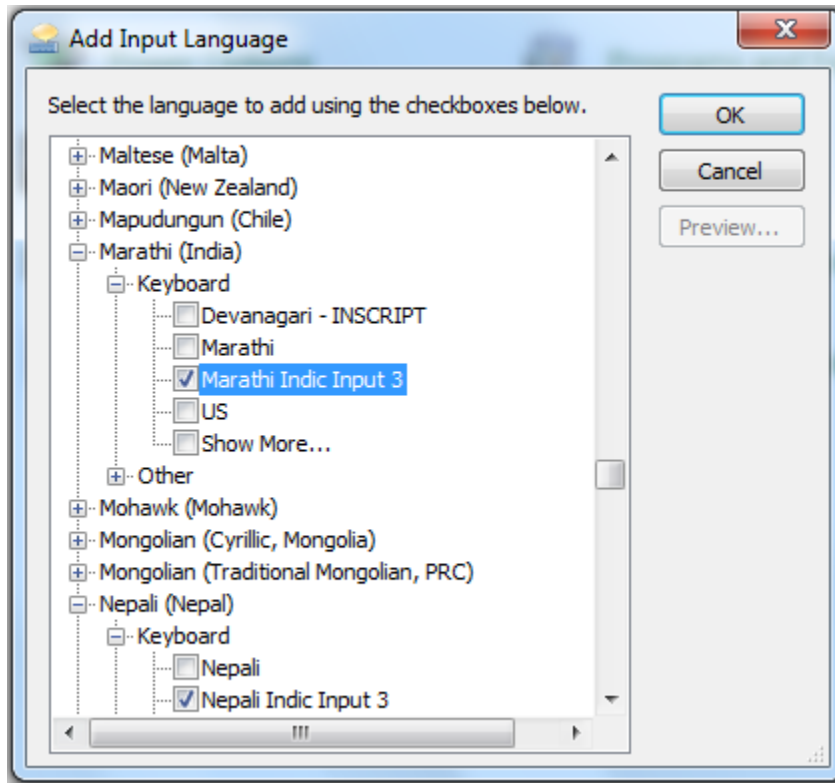 Add Input Language
Select the language to add using the checkboxes below.
OK
Cancel
Preview...
Maltese (Malta)
Maori (New Zealand)
Mapudungun (Chile)
Marathi (India)
Keyboard
Devanagari - INSCRIPT
Marathi
Marathi Indic Input 3
US
Show More...
Other
Mohawk (Mohawk)
Mongolian (Cyrillic, Mongolia)
Mongolian (Traditional Mongolian, PRC)
Nepali (Nepal)
Keyboard
Nepali
Nepali Indic Input 3